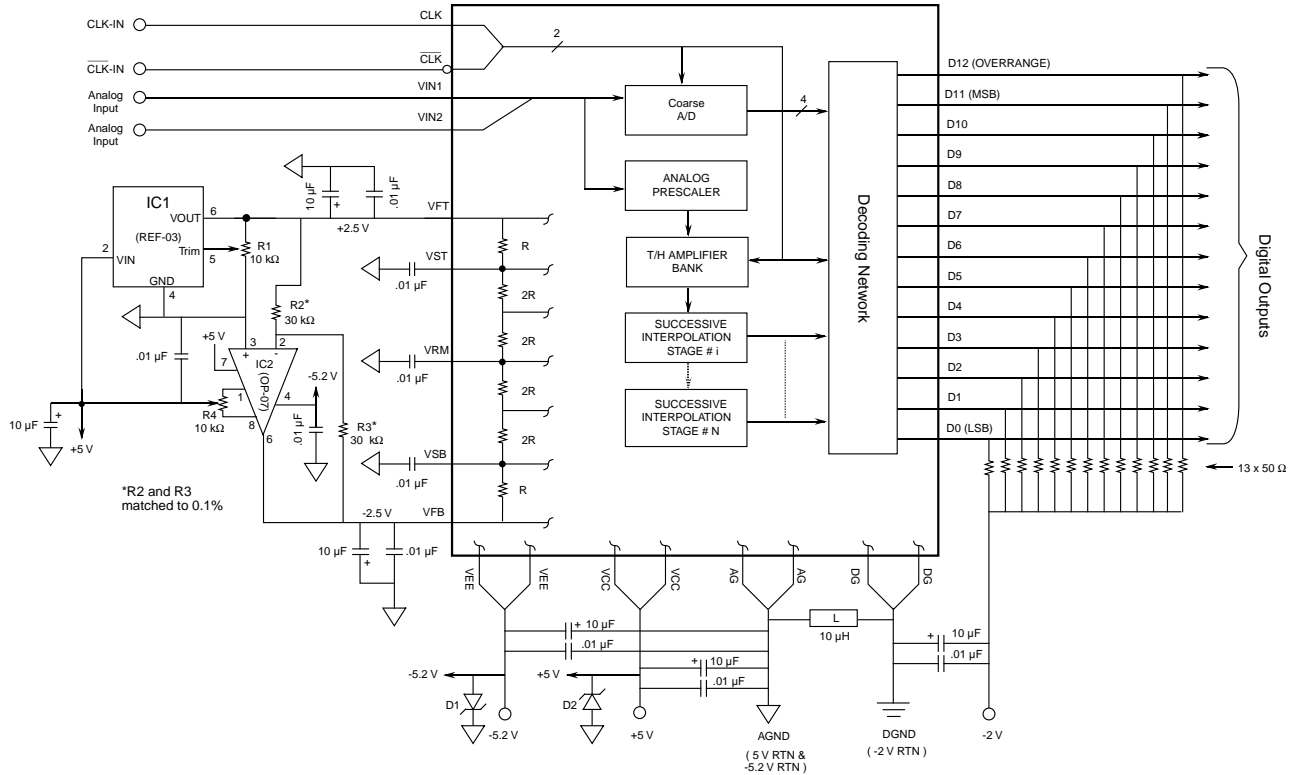 CLK-IN
CLK
CLK-IN
CLK
2
Analog
Input
VIN1
Analog
Input
VIN2
Coarse
A/D
4
ANALOG
PRESCALER
T/H AMPLIFIER
BANK
SUCCESSIVE
INTERPOLATION
STAGE # i
SUCCESSIVE
INTERPOLATION
STAGE # N
Decoding Network
D12 (OVERRANGE)
D11 (MSB)
D10
D9
D8
D7
D6
D5
D4
D3
D2
D1
D0 (LSB)
Digital Outputs
13 x 50 Ω
IC1
(REF-03)
VOUT
6
Trim
5
2
VIN
GND
4
R1
10 kΩ
10 µF
+
.01 µF
+2.5 V
VFT
R
VST
.01 µF
2R
2R
VRM
.01 µF
2R
2R
VSB
.01 µF
R
VFB
-2.5 V
R2*
30 kΩ
+5 V
3
2
+
-
7
IC2
(OP-07)
1
4
8
6
-5.2 V
.01 µF
R4
10 kΩ
.01 µF
R3*
30 kΩ
10 µF
+
+5 V
*R2 and R3
matched to 0.1%
10 µF
+
.01 µF
VEE
VEE
VCC
VCC
AG
AG
DG
DG
L
10 µH
+ 10 µF
.01 µF
+ 10 µF
.01 µF
+ 10 µF
.01 µF
-5.2 V
D1
-5.2 V
+5 V
D2
+5 V
AGND
( 5 V RTN &
-5.2 V RTN )
DGND
( -2 V RTN )
-2 V